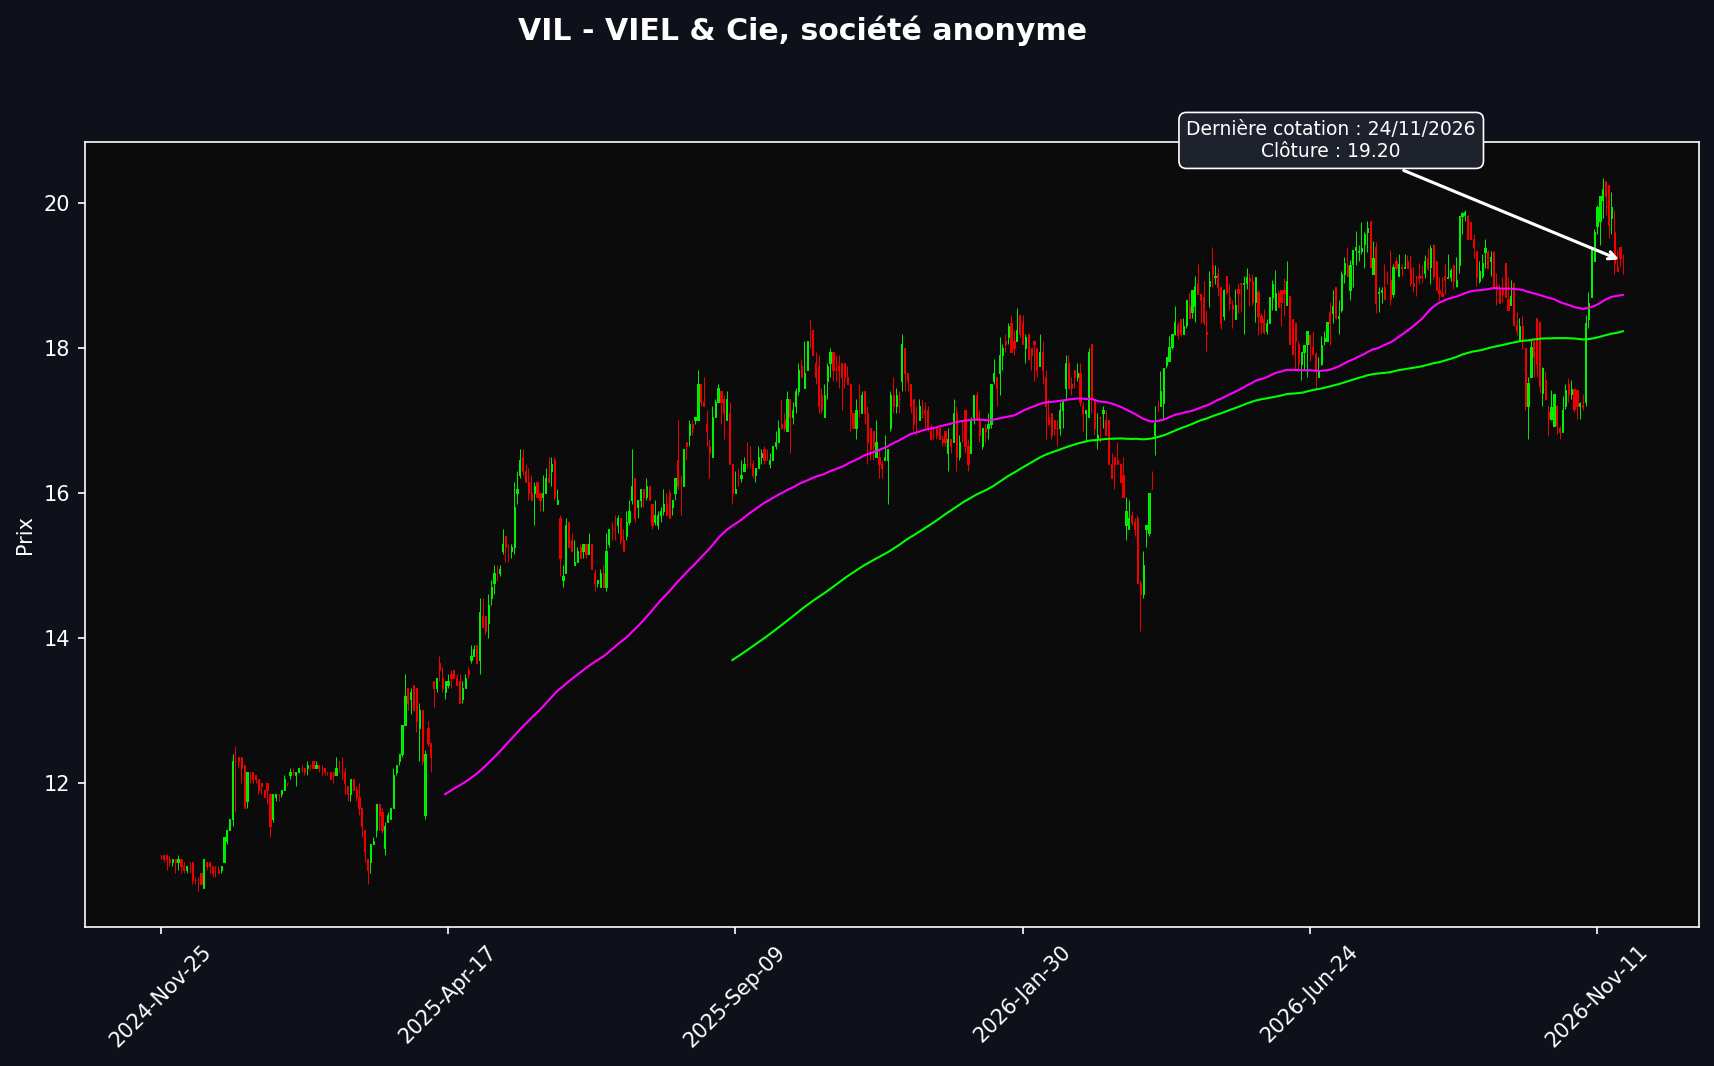 VIL - VIEL & Cie, société anonyme
Dernière cotation : 24/11/2026
Clôture : 19.20
Prix
20
18
16
14
12
2024-Nov-25
2025-Apr-17
2025-Sep-09
2026-Jan-30
2026-Jun-24
2026-Nov-11